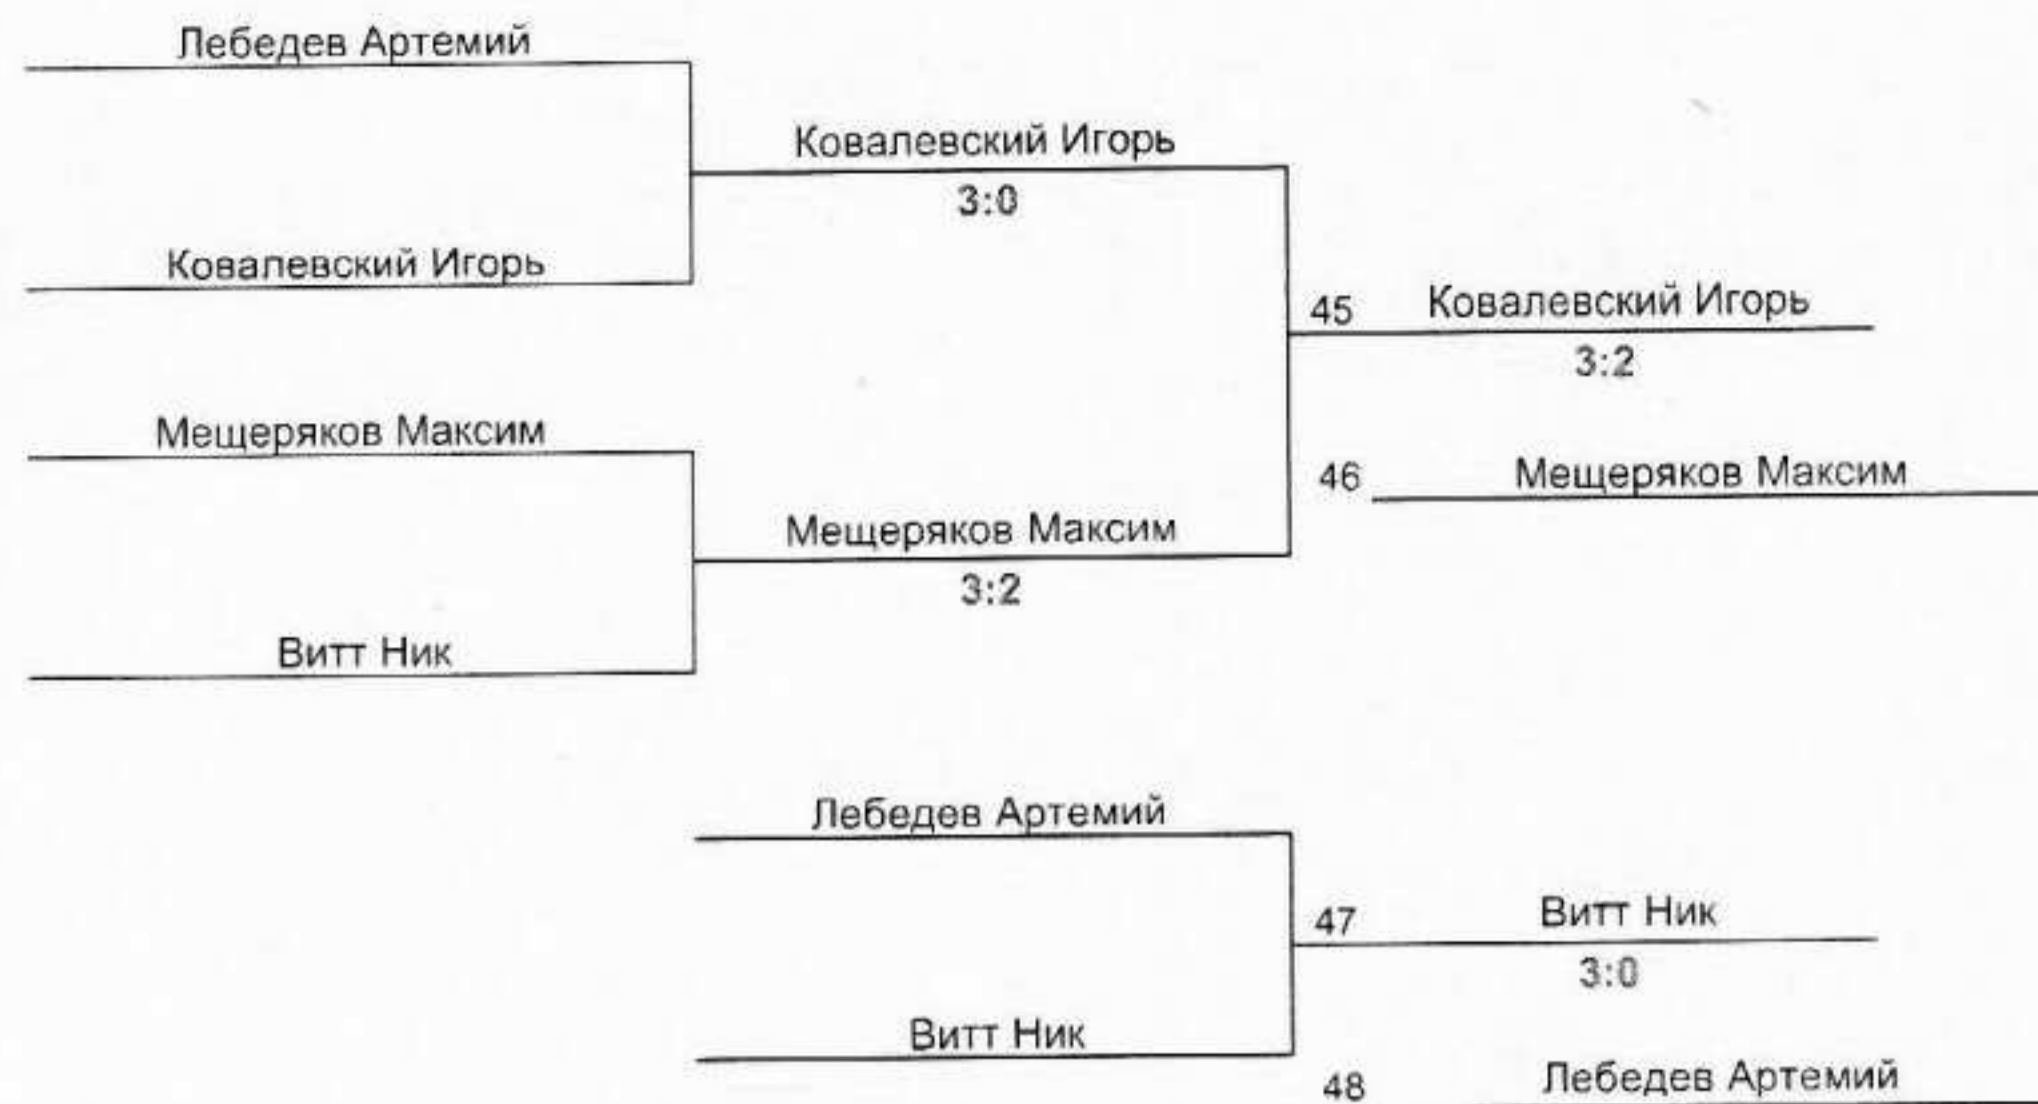 Лебедев Артемий
Ковалевский Игорь
3:0
Ковалевский Игорь
45 Ковалевский Игорь
3:2
Мещеряков Максим
46 Мещеряков Максим
Мещеряков Максим
3:2
Витт Ник
Лебедев Артемий
47 Витт Ник
3:0
Витт Ник
48 Лебедев Артемий